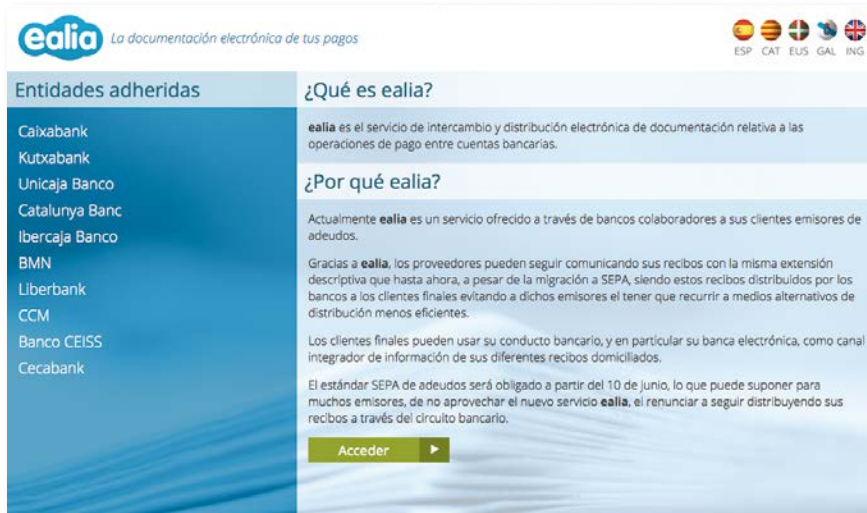 ealia La documentación electrónica de tus pagos
ESP CAT EUS GAL ING
Entidades adheridas
Caixabank
Kutxabank
Unicaja Banco
Catalunya Banc
Ibercaja Banco
BMN
Liberbank
CCM
Banco CEISS
Cecabank
¿Qué es ealia?
ealia es el servicio de intercambio y distribución electrónica de documentación relativa a las
operaciones de pago entre cuentas bancarias.
¿Por qué ealia?
Actualmente ealia es un servicio ofrecido a través de bancos colaboradores a sus clientes emisores de
adeudos.
Gracias a ealia, los proveedores pueden seguir comunicando sus recibos con la misma extensión
descriptiva que hasta ahora, a pesar de la migración a SEPA, siendo estos recibos distribuídos por los
bancos a los clientes finales evitando a dichos emisores el tener que recurrir a medios alternativos de
distribución menos eficientes.
Los clientes finales pueden usar su conducto bancario, y en particular su banca electrónica, como canal
integrador de información de sus diferentes recibos domiciliados.
El estándar SEPA de adeudos será obligado a partir del 10 de junio, lo que puede suponer para
muchos emisores, de no aprovechar el nuevo servicio ealia, el renunciar a seguir distribuyendo sus
recibos a través del circuito bancario.
Acceder